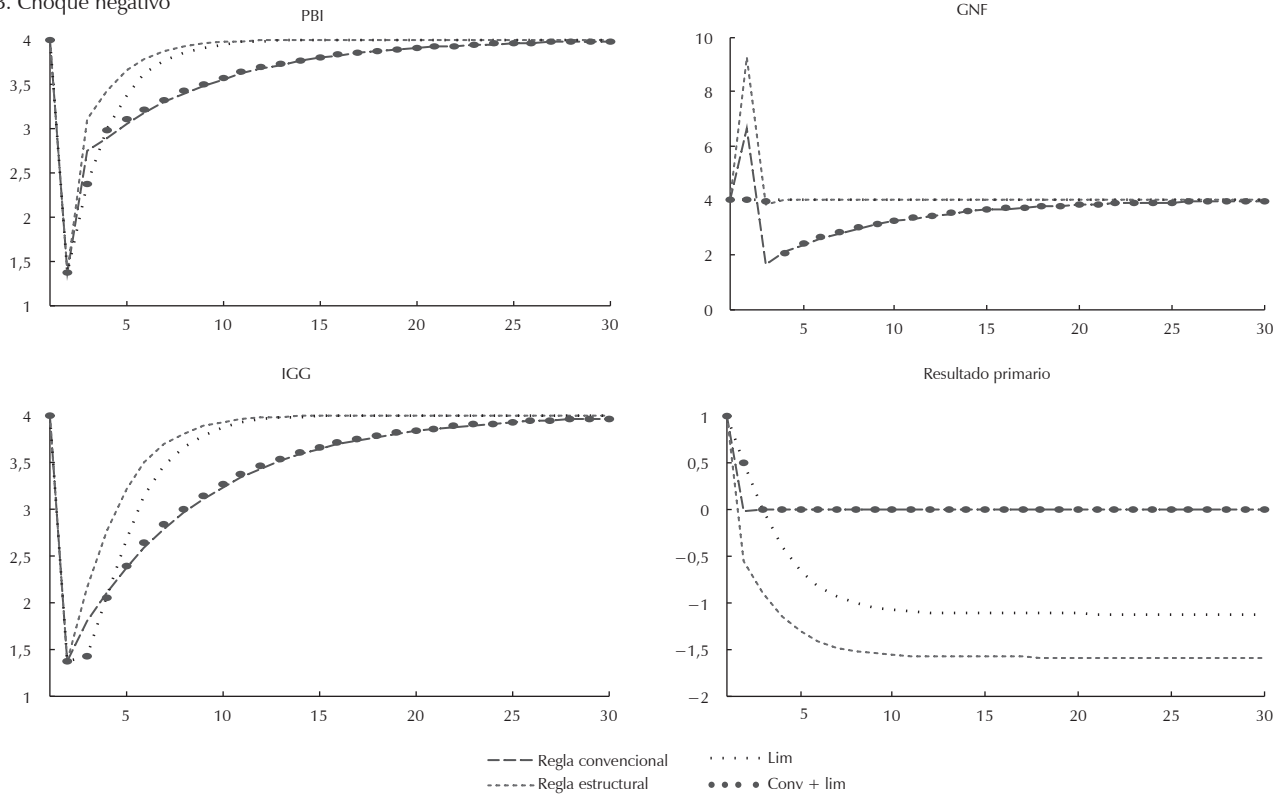 B. Choque negativo
PBI
4
3,5
3
2,5
2
1,5
1
5 10 15 20 25 30
GNF
10
8
6
4
2
0
5 10 15 20 25 30
IGG
4
3,5
3
2,5
2
1,5
1
5 10 15 20 25 30
Resultado primario
1
0,5
0
−0,5
−1
−1,5
−2
5 10 15 20 25 30
Regla convencional
Regla estructural
Lim
Conv + lim